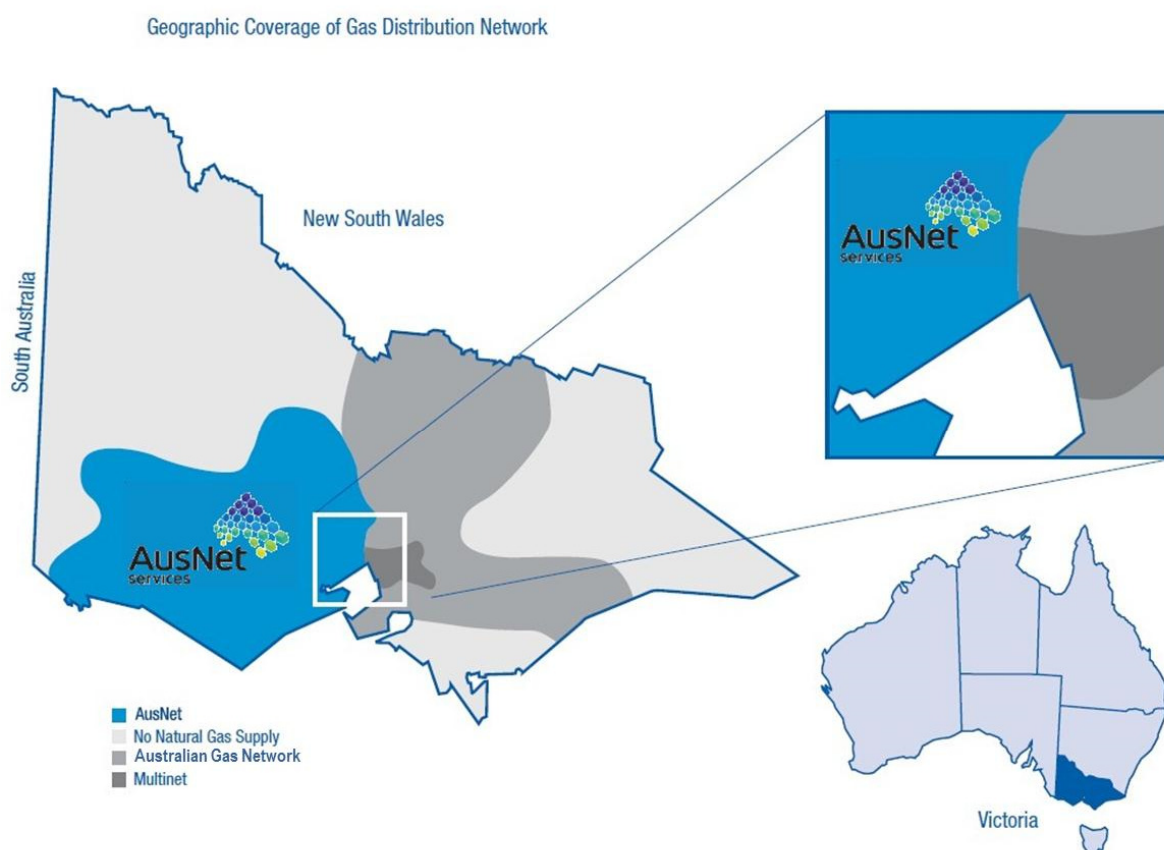 Geographic Coverage of Gas Distribution Network
New South Wales
South Australia
AusNet
services
AusNet
services
AusNet
No Natural Gas Supply
Australian Gas Network
Multinet
Victoria